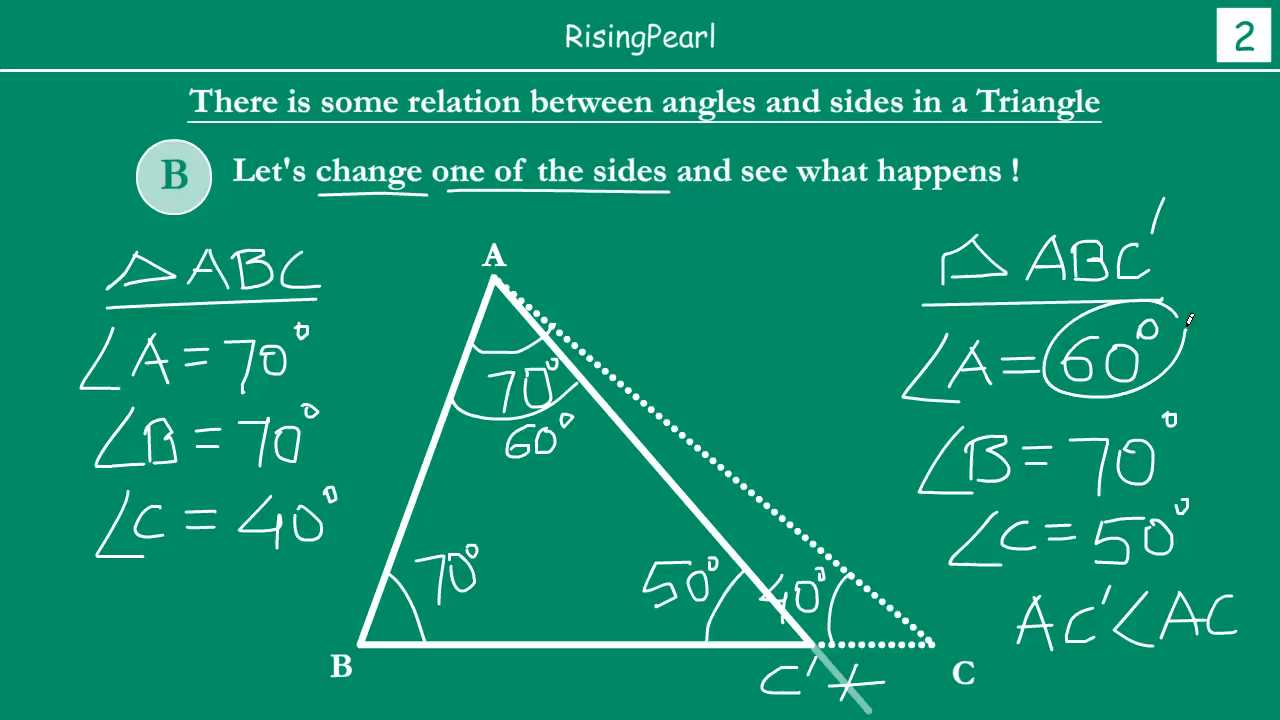 RisingPearl
2
There is some relation between angles and sides in a Triangle
B
Let's change one of the sides and see what happens !
△ABC
∠A = 70°
∠B = 70°
∠C = 40°
A
70°
60°
70°
50°
40°
B
C'
C
△ABC'
∠A = 60°
∠B = 70°
∠C = 50°
AC' < AC